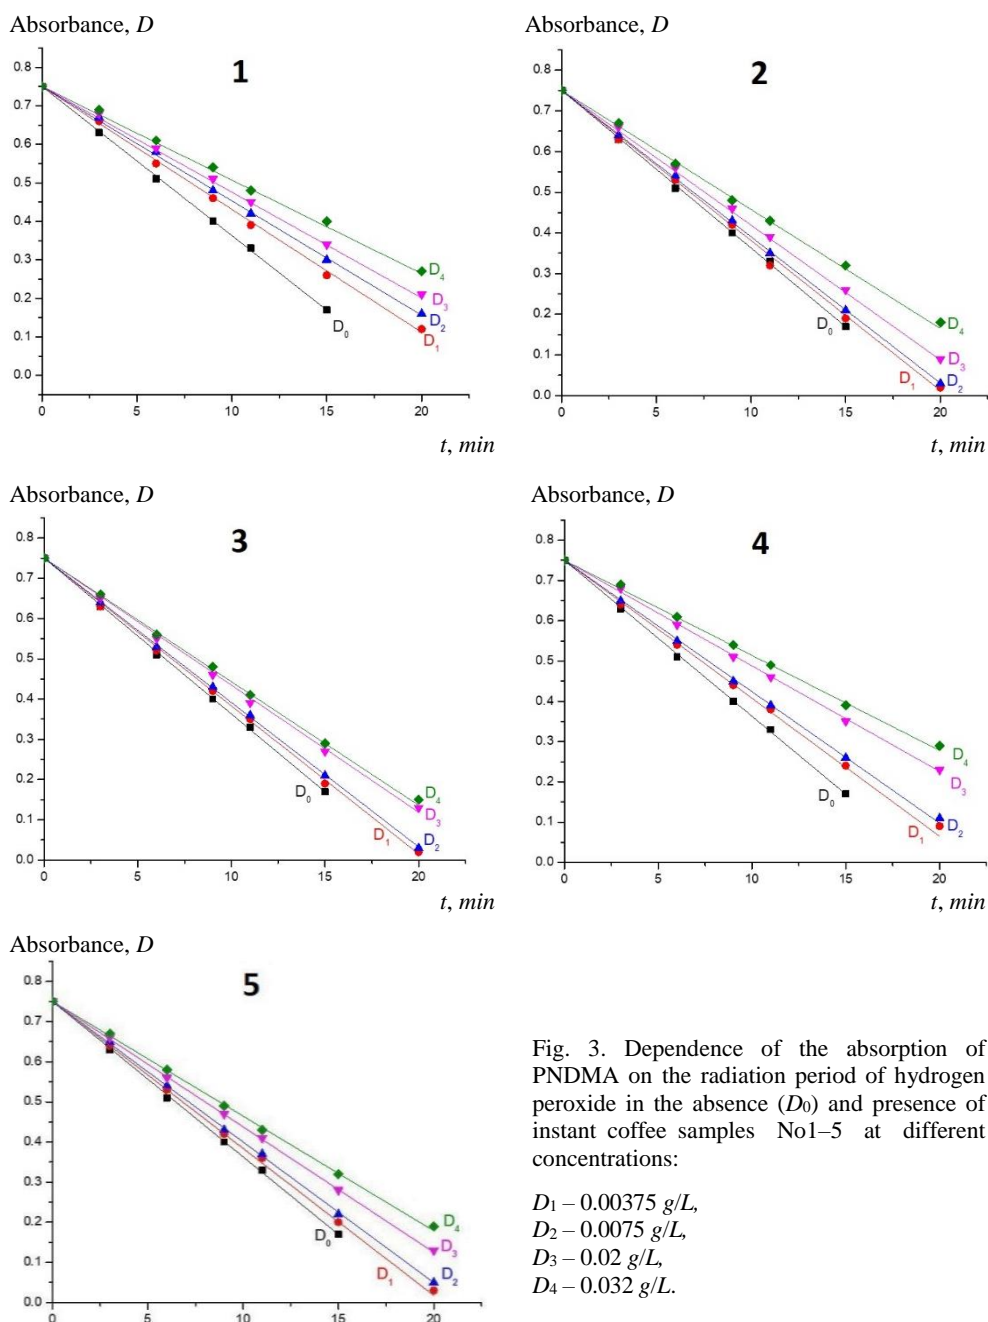 Absorbance, D
Absorbance, D
1
0.8
0.7
0.6
0.5
0.4
0.3
0.2
0.1
0.0
D4
D3
D2
D1
D0
0 5 10 15 20
t, min
2
0.8
0.7
0.6
0.5
0.4
0.3
0.2
0.1
0.0
D4
D3
D2
D1
D0
0 5 10 15 20
t, min
Absorbance, D
Absorbance, D
3
0.8
0.7
0.6
0.5
0.4
0.3
0.2
0.1
0.0
D0
D4
D3
D1
D2
0 5 10 15 20
t, min
4
0.8
0.7
0.6
0.5
0.4
0.3
0.2
0.1
0.0
D4
D3
D0
D2
D1
0 5 10 15 20
t, min
Absorbance, D
5
0.8
0.7
0.6
0.5
0.4
0.3
0.2
0.1
0.0
D4
D0
D3
D1
D2
0 5 10 15 20
Fig. 3. Dependence of the absorption of
PNDMA on the radiation period of hydrogen
peroxide in the absence (D0) and presence of
instant coffee samples No1–5 at different
concentrations:
D1 – 0.00375 g/L,
D2 – 0.0075 g/L,
D3 – 0.02 g/L,
D4 – 0.032 g/L.